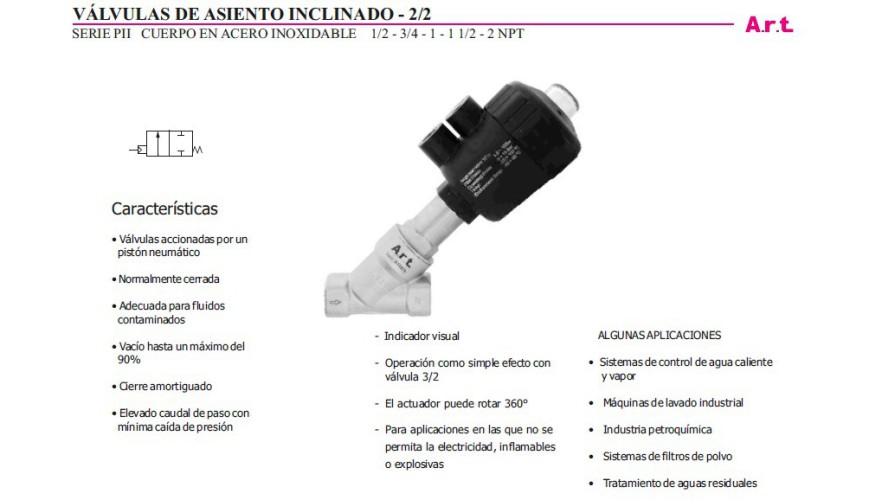 VÁLVULAS DE ASIENTO INCLINADO - 2/2
SERIE PII CUERPO EN ACERO INOXIDABLE 1/2 - 3/4 - 1 - 1 1/2 - 2 NPT
A.r.t.
Características
• Válvulas accionadas por un
pistón neumático
• Normalmente cerrada
• Adecuada para fluidos
contaminados
• Vacío hasta un máximo del
90%
• Cierre amortiguado
• Elevado caudal de paso con
mínima caída de presión
A.r.t.
- Indicador visual
- Operación como simple efecto con
válvula 3/2
- El actuador puede rotar 360°
- Para aplicaciones en las que no se
permita la electricidad, inflamables
o explosivas
ALGUNAS APLICACIONES
• Sistemas de control de agua caliente
y vapor
• Máquinas de lavado industrial
• Industria petroquímica
• Sistemas de filtros de polvo
• Tratamiento de aguas residuales